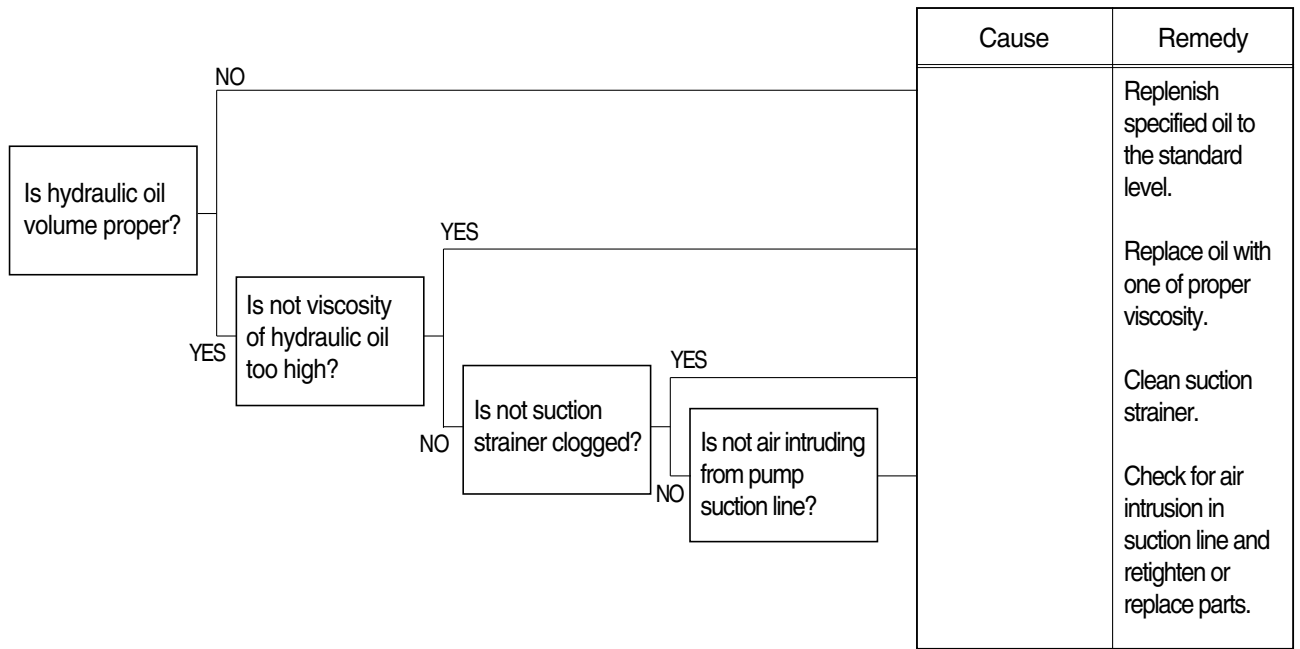 Cause
Remedy
NO
Is hydraulic oil
volume proper?
YES
Is not viscosity
of hydraulic oil
too high?
YES
NO
Is not suction
strainer clogged?
YES
NO
Is not air intruding
from pump
suction line?
Replenish
specified oil to
the standard
level.
Replace oil with
one of proper
viscosity.
Clean suction
strainer.
Check for air
intrusion in
suction line and
retighten or
replace parts.